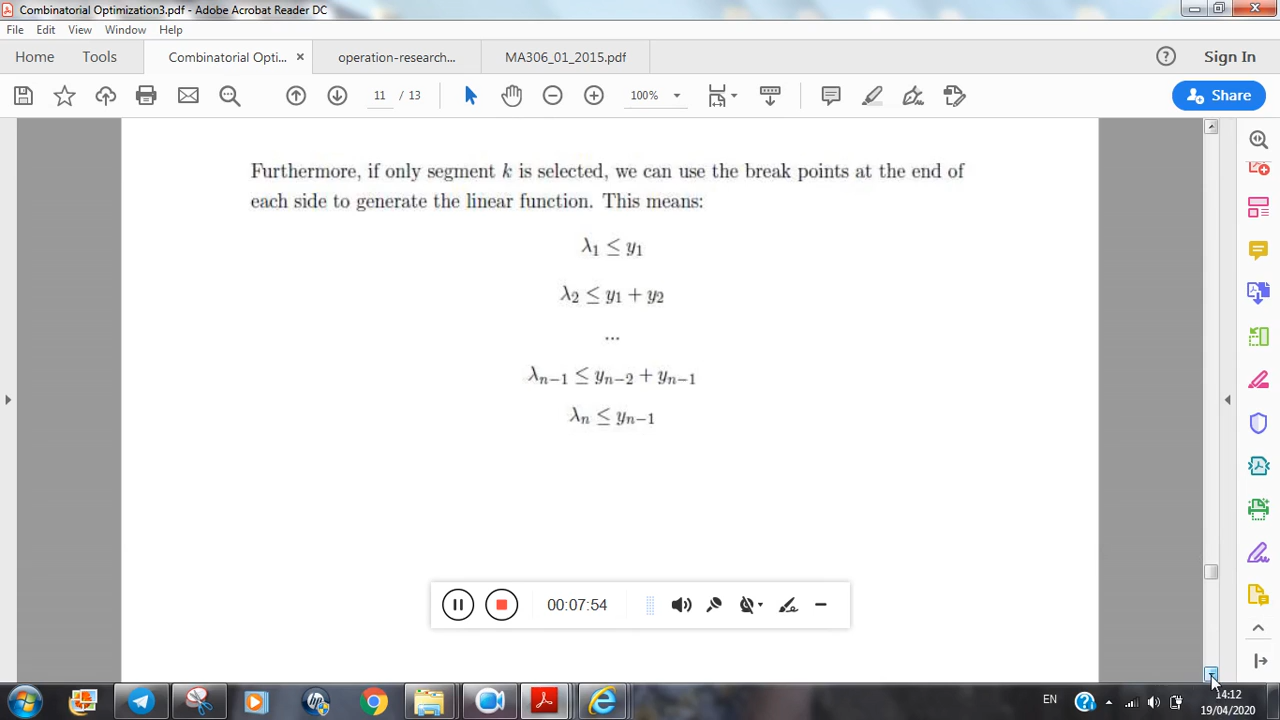 Combinatorial Optimization3.pdf - Adobe Acrobat Reader DC
File Edit View Window Help
Home Tools Combinatorial Opti... × operation-research... MA306_01_2015.pdf ? Sign In
11 / 13 100% Share
Furthermore, if only segment k is selected, we can use the break points at the end of
each side to generate the linear function. This means:
λ₁ ≤ y₁
λ₂ ≤ y₁ + y₂
...
λₙ₋₁ ≤ yₙ₋₂ + yₙ₋₁
λₙ ≤ yₙ₋₁
00:07:54
EN 14:12
19/04/2020